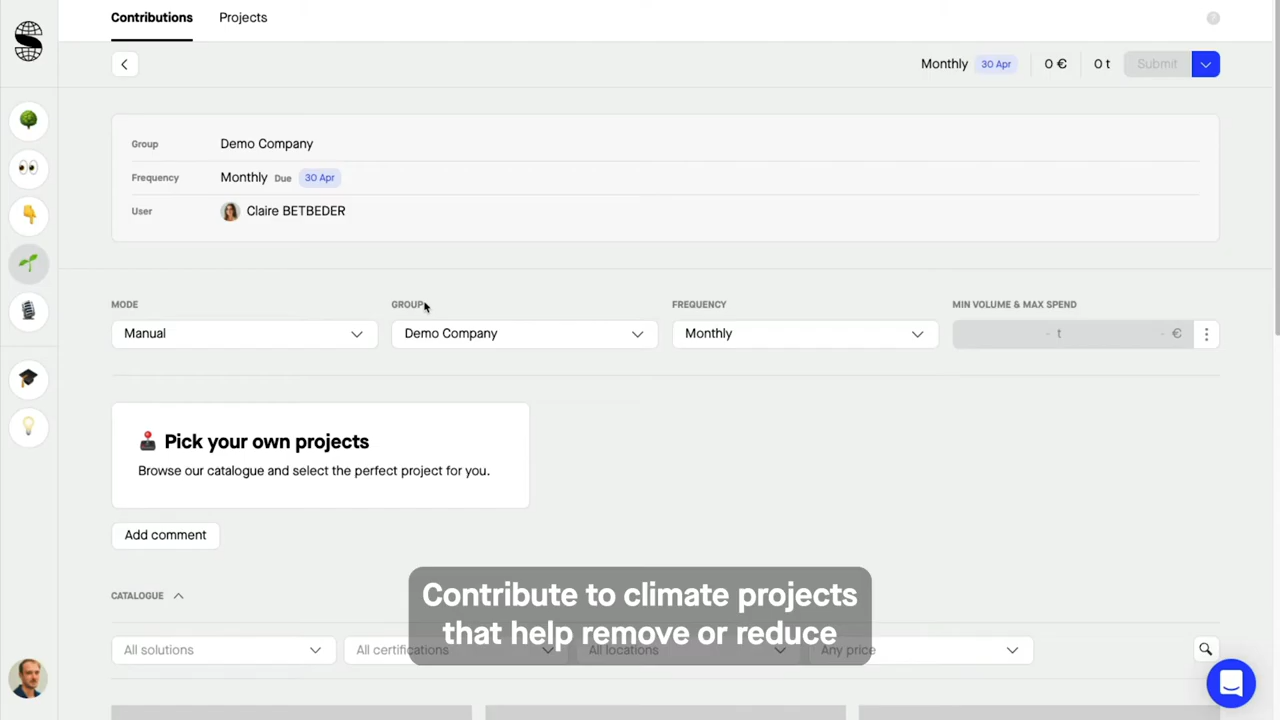 Contributions Projects
Monthly 30 Apr 0 € 0 t Submit
Group Demo Company
Frequency Monthly Due 30 Apr
User Claire BETBEDER
MODE GROUP FREQUENCY MIN VOLUME & MAX SPEND
Manual Demo Company Monthly - t - €
Pick your own projects
Browse our catalogue and select the perfect project for you.
Add comment
CATALOGUE
Contribute to climate projects
that help remove or reduce
All solutions All certifications All locations Any price